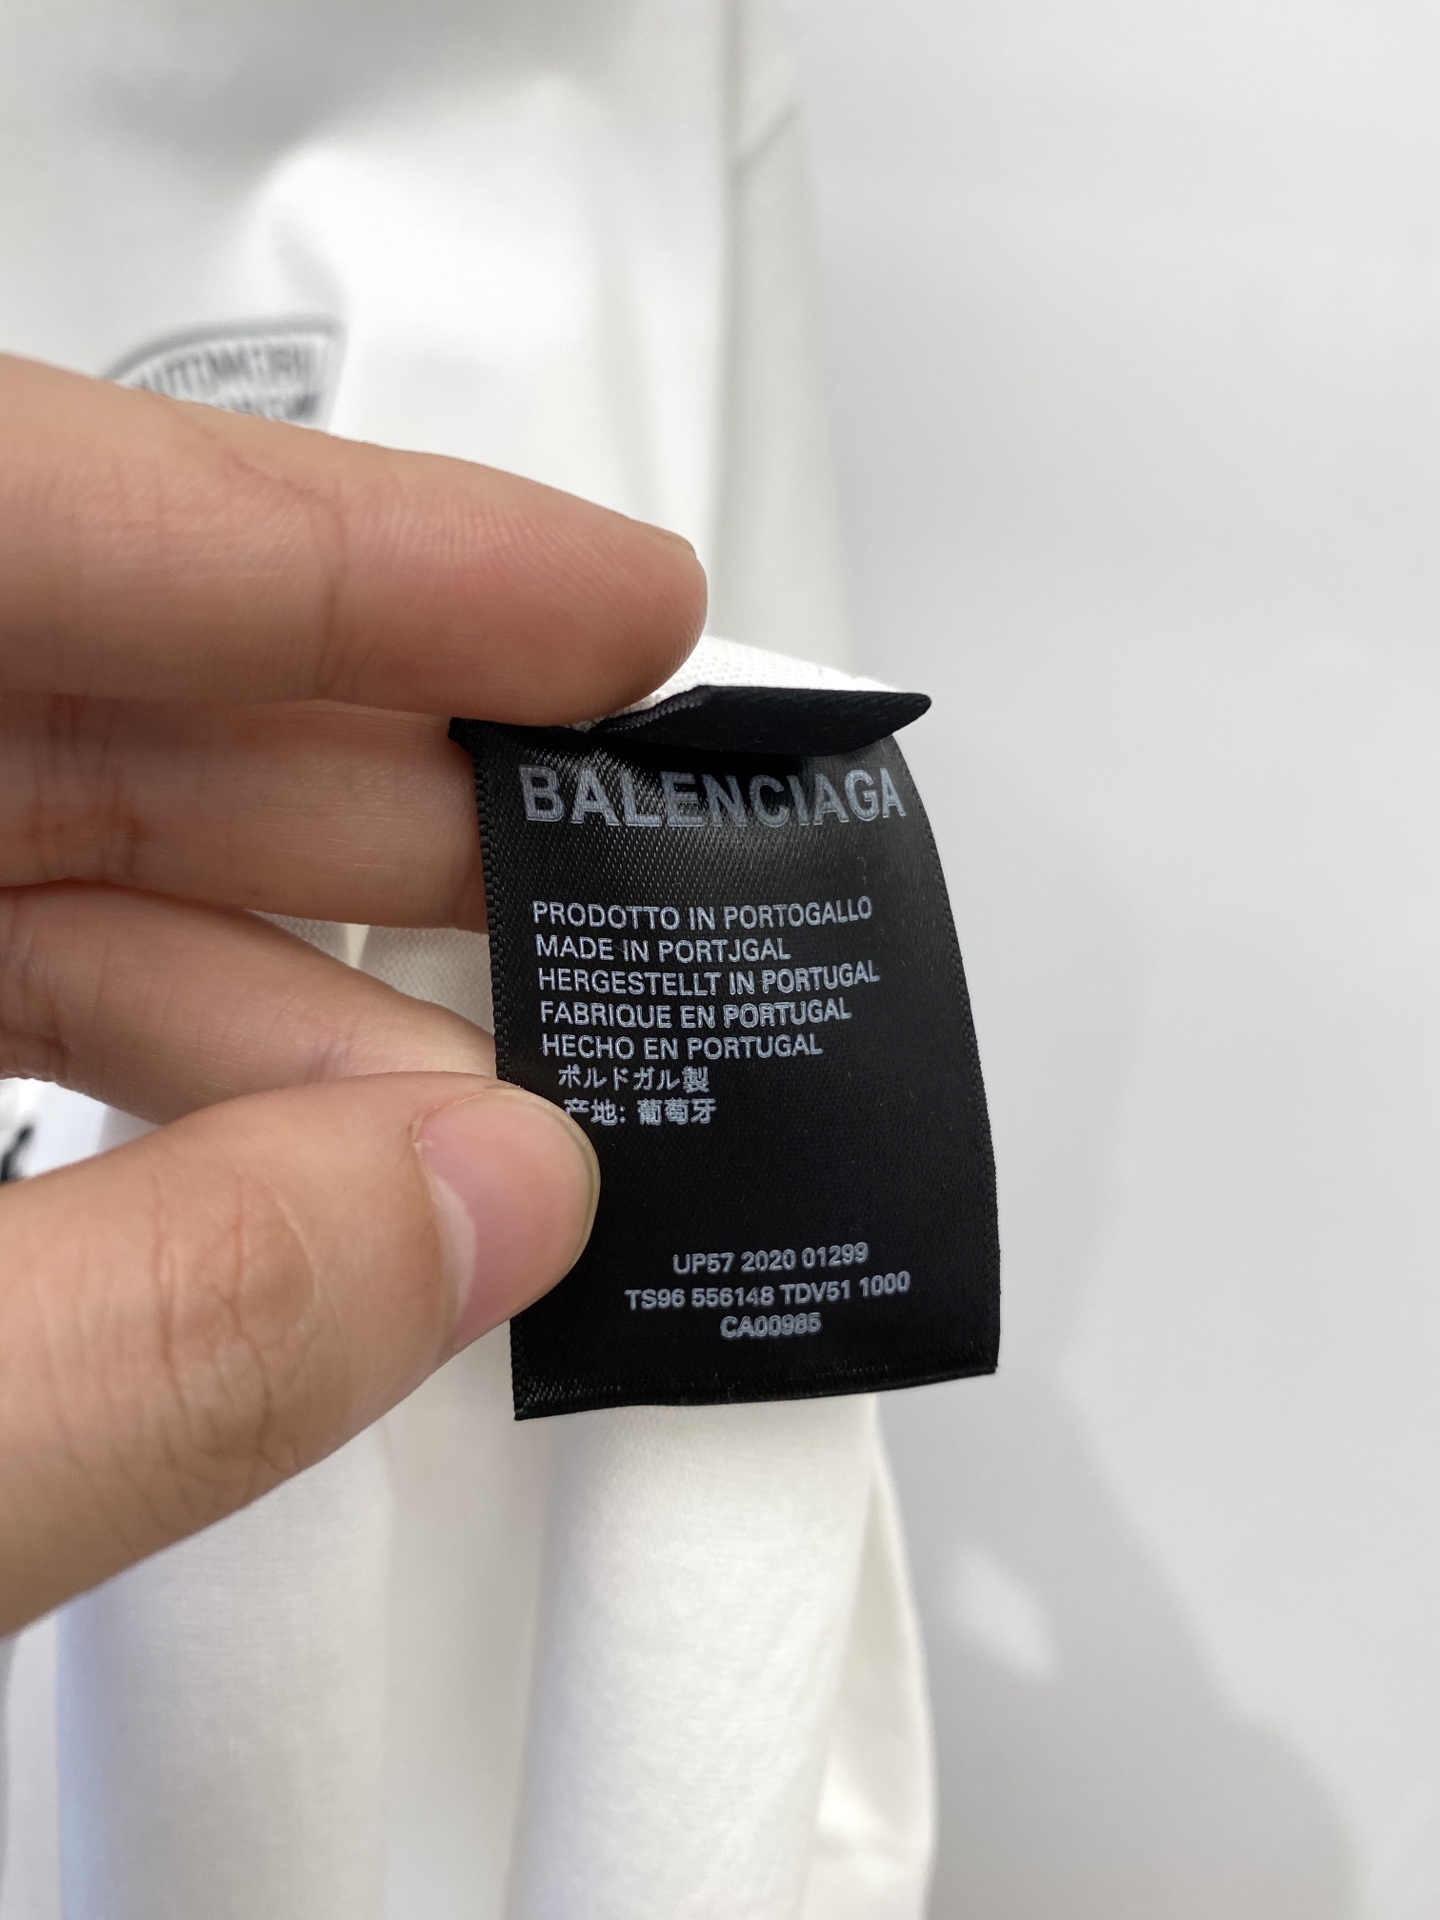 BALENCIAGA
PRODOTTO IN PORTOGALLO
MADE IN PORTJGAL
HERGESTELLT IN PORTUGAL
FABRIQUE EN PORTUGAL
HECHO EN PORTUGAL
ポルドガル製
产地: 葡萄牙
UP57 2020 01299
TS96 556148 TDV51 1000
CA00985